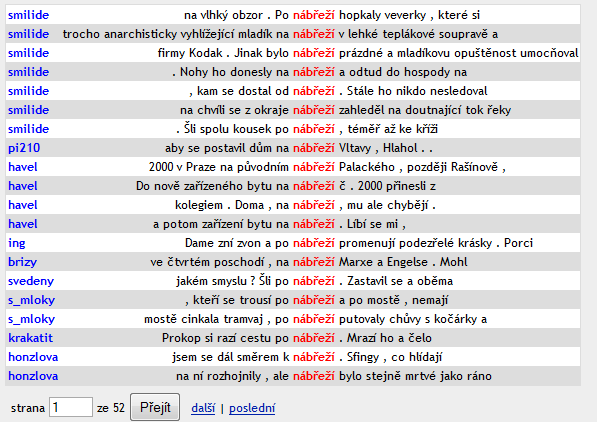 smilide na vlhký obzor . Po nábřeží hopkaly veverky , které si
smilide trocho anarchisticky vyhlížející mladík na nábřeží v lehké teplákové soupravě a
smilide firmy Kodak . Jinak bylo nábřeží prázdné a mladíkovu opuštěnost umocňoval
smilide . Nohy ho donesly na nábřeží a odtud do hospody na
smilide , kam se dostal od nábřeží . Stále ho nikdo nesledoval
smilide na chvíli se z okraje nábřeží zahleděl na doutnající tok řeky
smilide . Šli spolu kousek po nábřeží , téměř až ke kříži
pi210 aby se postavil dům na nábřeží Vltavy , Hlahol . .
havel 2000 v Praze na původním nábřeží Palackého , později Rašínově ,
havel Do nově zařízeného bytu na nábřeží č . 2000 přinesli z
havel kolegiem . Doma , na nábřeží , mu ale chybějí .
havel a potom zařízení bytu na nábřeží . Líbí se mi ,
ing Dame zní zvon a po nábřeží promenují podezřelé krásky . Porci
brizy ve čtvrtém poschodí , na nábřeží Marxe a Engelse . Mohl
svedeny jakém smyslu ? Šli po nábřeží . Zastavil se a oběma
s_mloky , kteří se trousí po nábřeží a po mostě , nemají
s_mloky mostě cinkala tramvaj , po nábřeží putovaly chůvy s kočárky a
krakatit Prokop si razí cestu po nábřeží . Mrazí ho a čelo
honzlova jsem se dál směrem k nábřeží . Sfingy , co hlídají
honzlova na ní rozhojnily , ale nábřeží bylo stejně mrtvé jako ráno
strana 1 ze 52 Přejít další | poslední